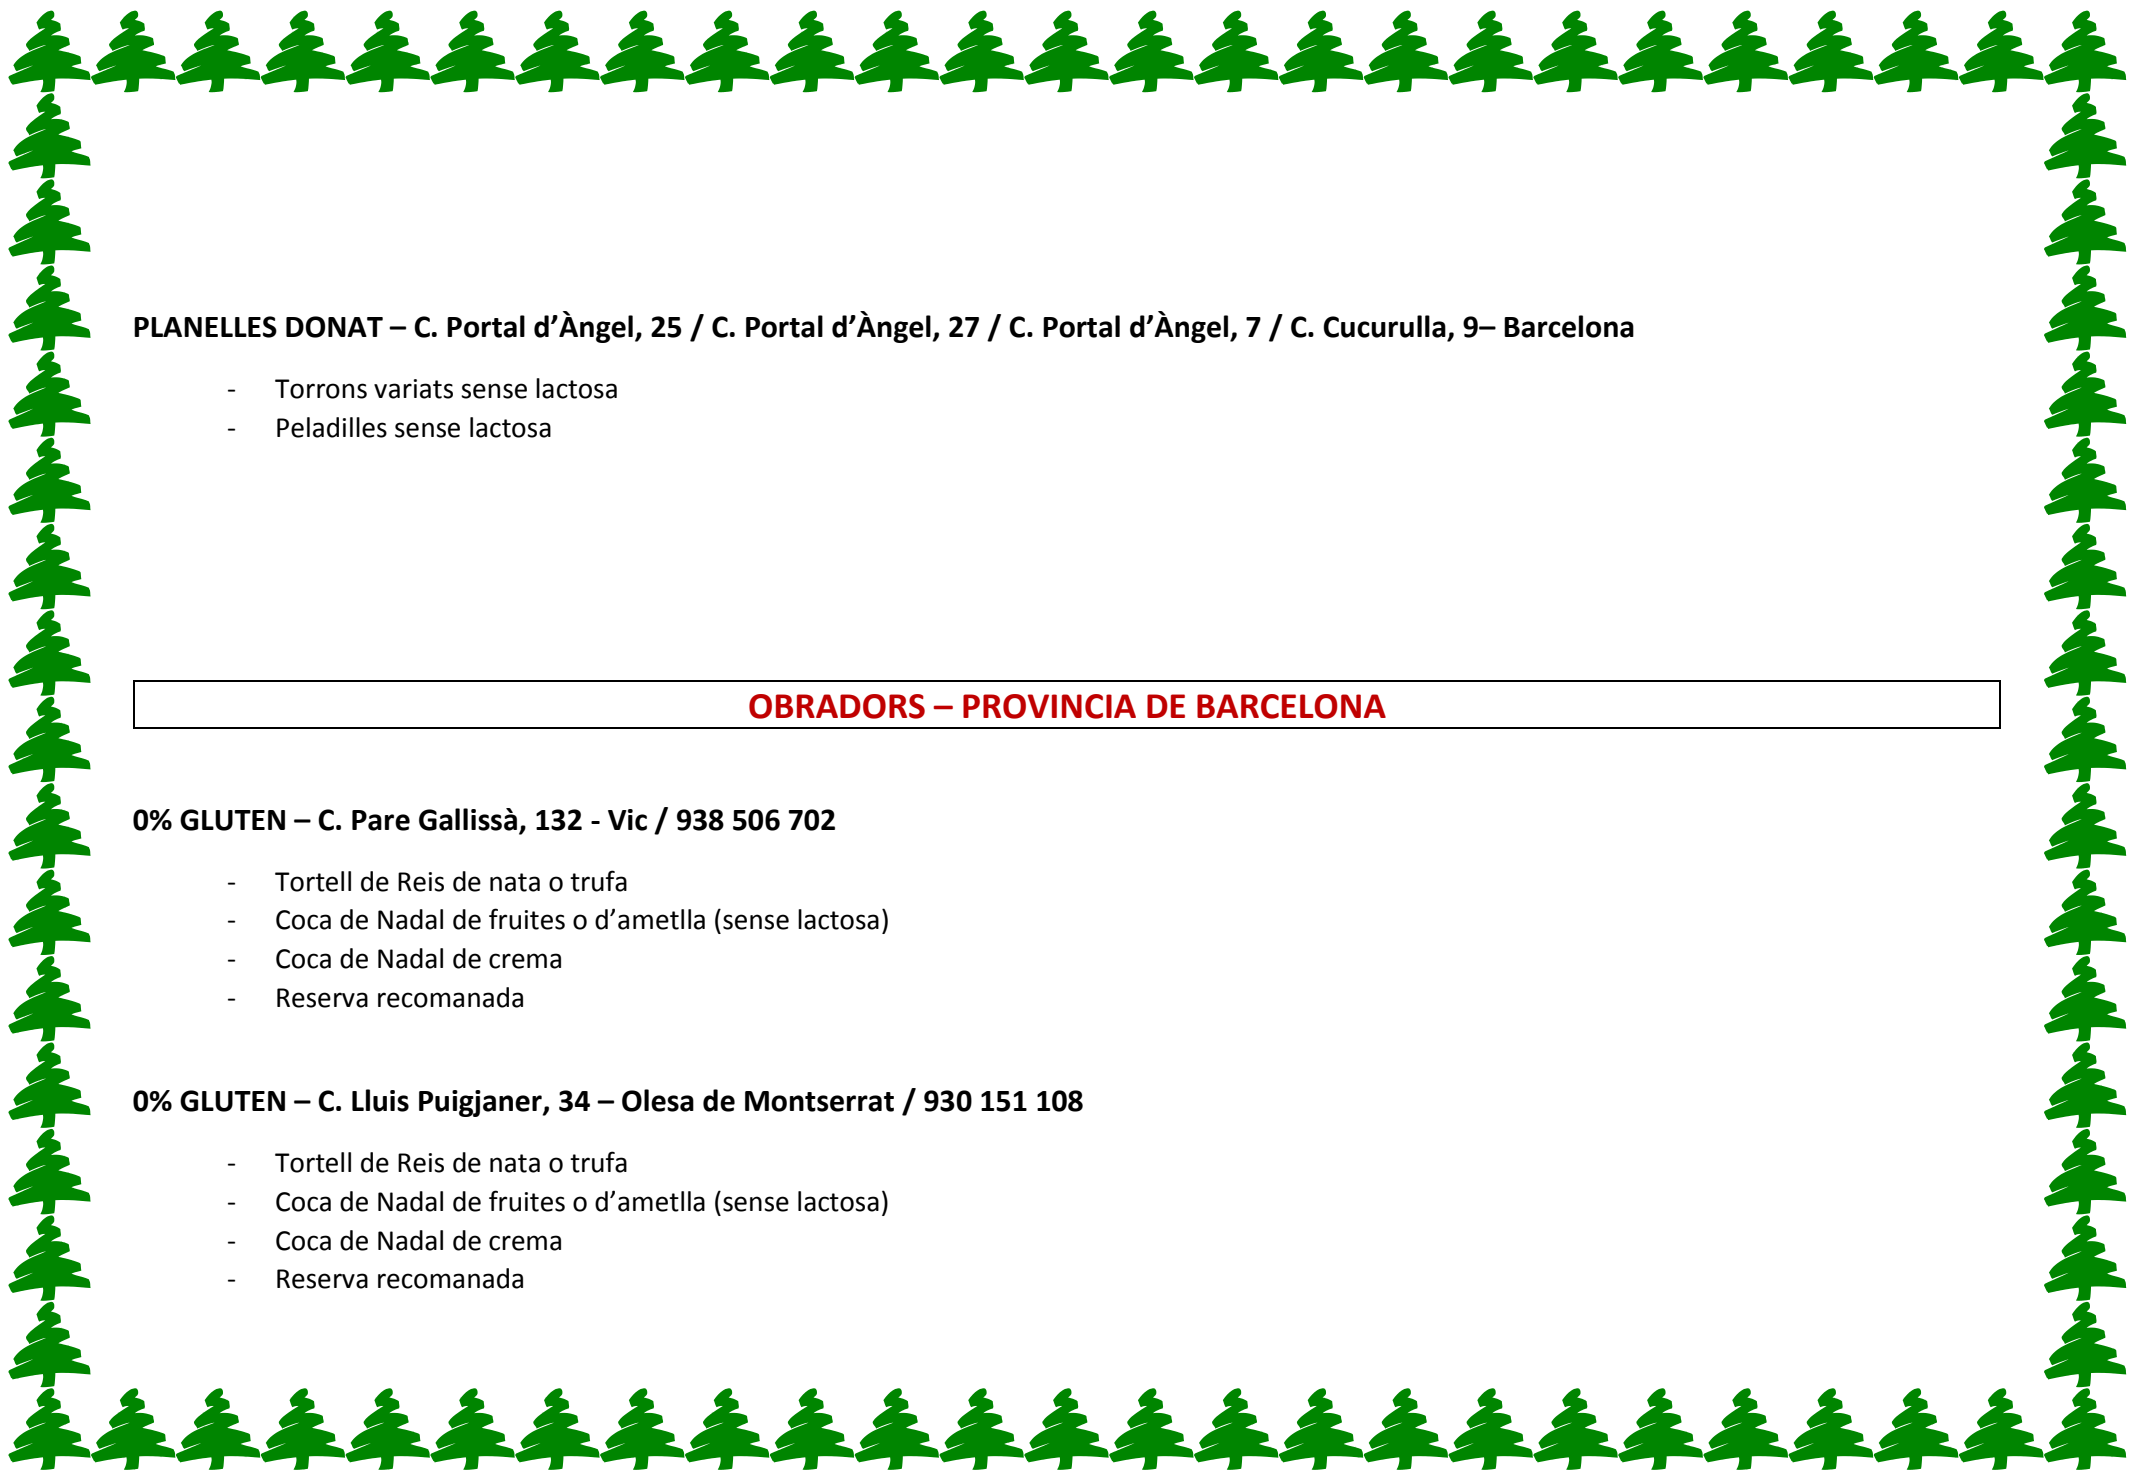 PLANELLES DONAT – C. Portal d’Àngel, 25 / C. Portal d’Àngel, 27 / C. Portal d’Àngel, 7 / C. Cucurulla, 9– Barcelona
- Torrons variats sense lactosa
- Peladilles sense lactosa
OBRADORS – PROVINCIA DE BARCELONA
0% GLUTEN – C. Pare Gallissà, 132 - Vic / 938 506 702
- Tortell de Reis de nata o trufa
- Coca de Nadal de fruites o d’ametlla (sense lactosa)
- Coca de Nadal de crema
- Reserva recomanada
0% GLUTEN – C. Lluis Puigjaner, 34 – Olesa de Montserrat / 930 151 108
- Tortell de Reis de nata o trufa
- Coca de Nadal de fruites o d’ametlla (sense lactosa)
- Coca de Nadal de crema
- Reserva recomanada